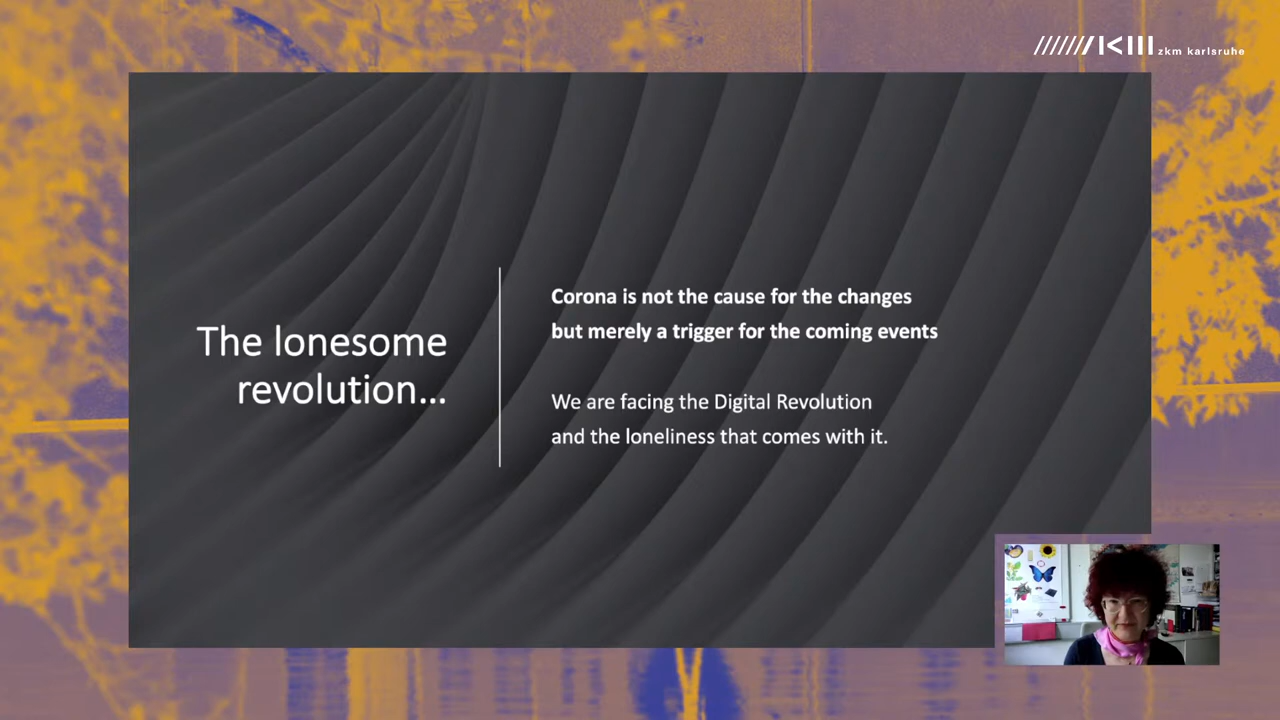 zkm karlsruhe
The lonesome
revolution...
Corona is not the cause for the changes
but merely a trigger for the coming events
We are facing the Digital Revolution
and the loneliness that comes with it.